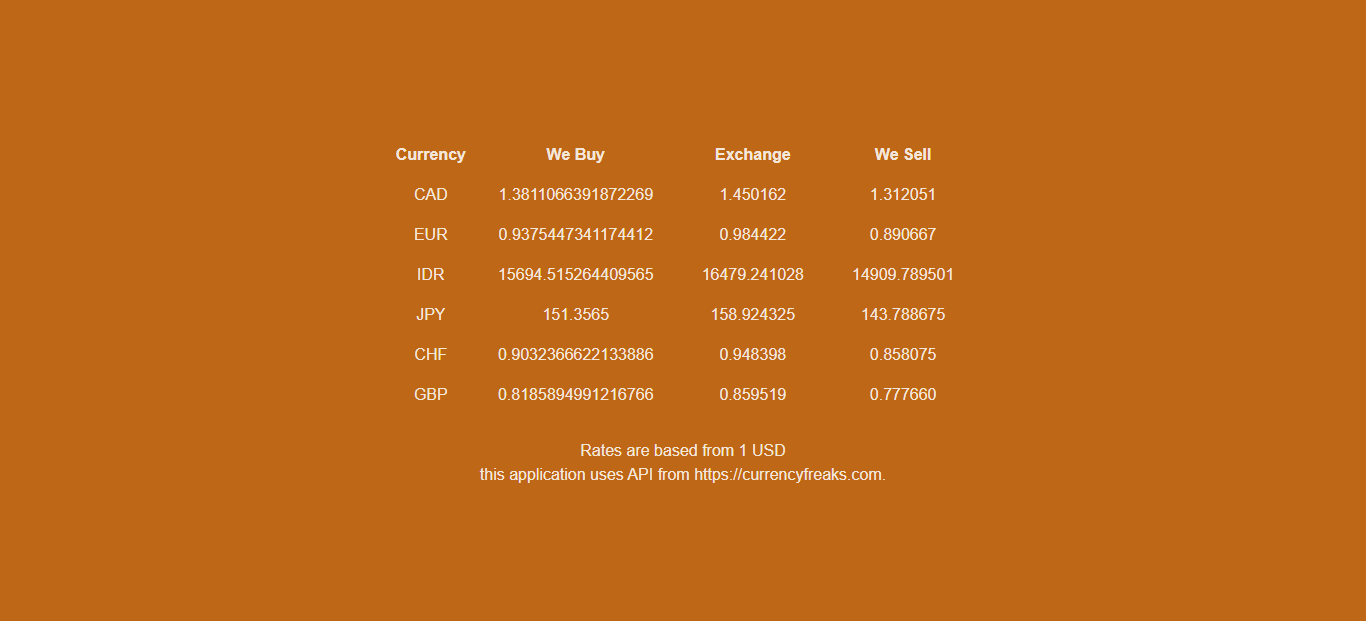 Currency We Buy Exchange We Sell
CAD 1.3811066391872269 1.450162 1.312051
EUR 0.9375447341174412 0.984422 0.890667
IDR 15694.515264409565 16479.241028 14909.789501
JPY 151.3565 158.924325 143.788675
CHF 0.9032366622133886 0.948398 0.858075
GBP 0.8185894991216766 0.859519 0.777660
Rates are based from 1 USD
this application uses API from https://currencyfreaks.com.